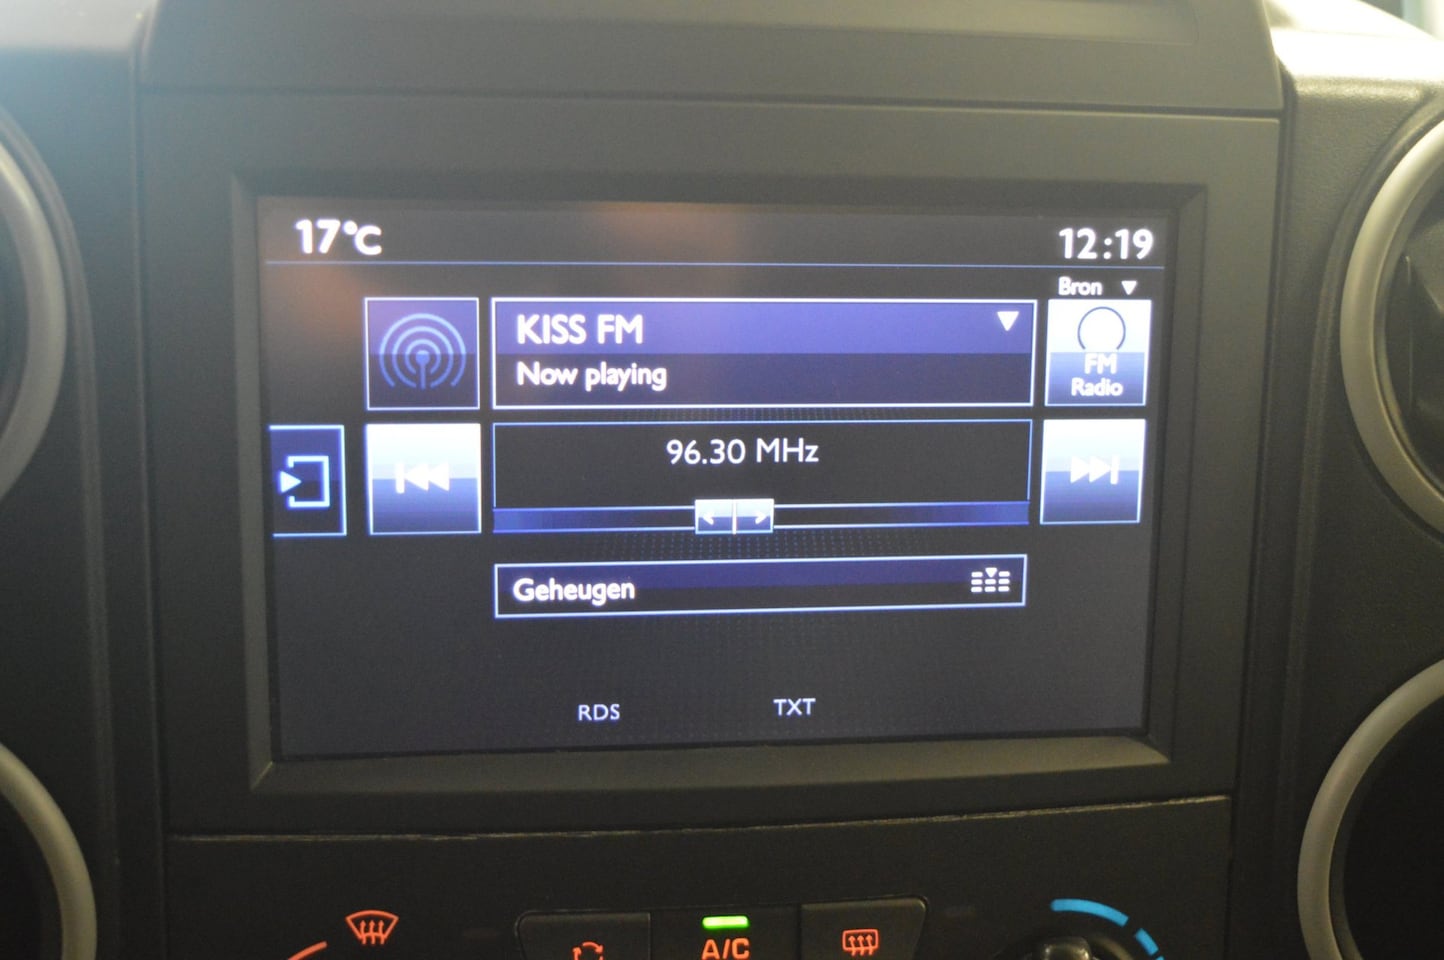 17°C
12:19
Bron
KISS FM
Now playing
FM
Radio
96.30 MHz
Geheugen
RDS
TXT
A/C